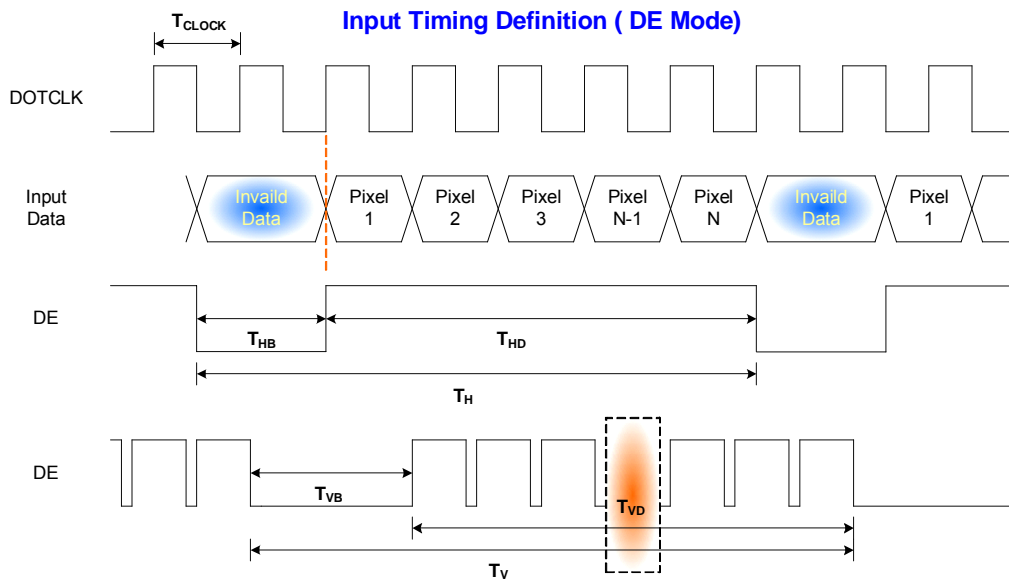 Input Timing Definition ( DE Mode)
TCLOCK
DOTCLK
Input
Data
Invaild
Data
Pixel
1
Pixel
2
Pixel
3
Pixel
N-1
Pixel
N
Invaild
Data
Pixel
1
DE
THB
THD
TH
DE
TVB
TVD
TV